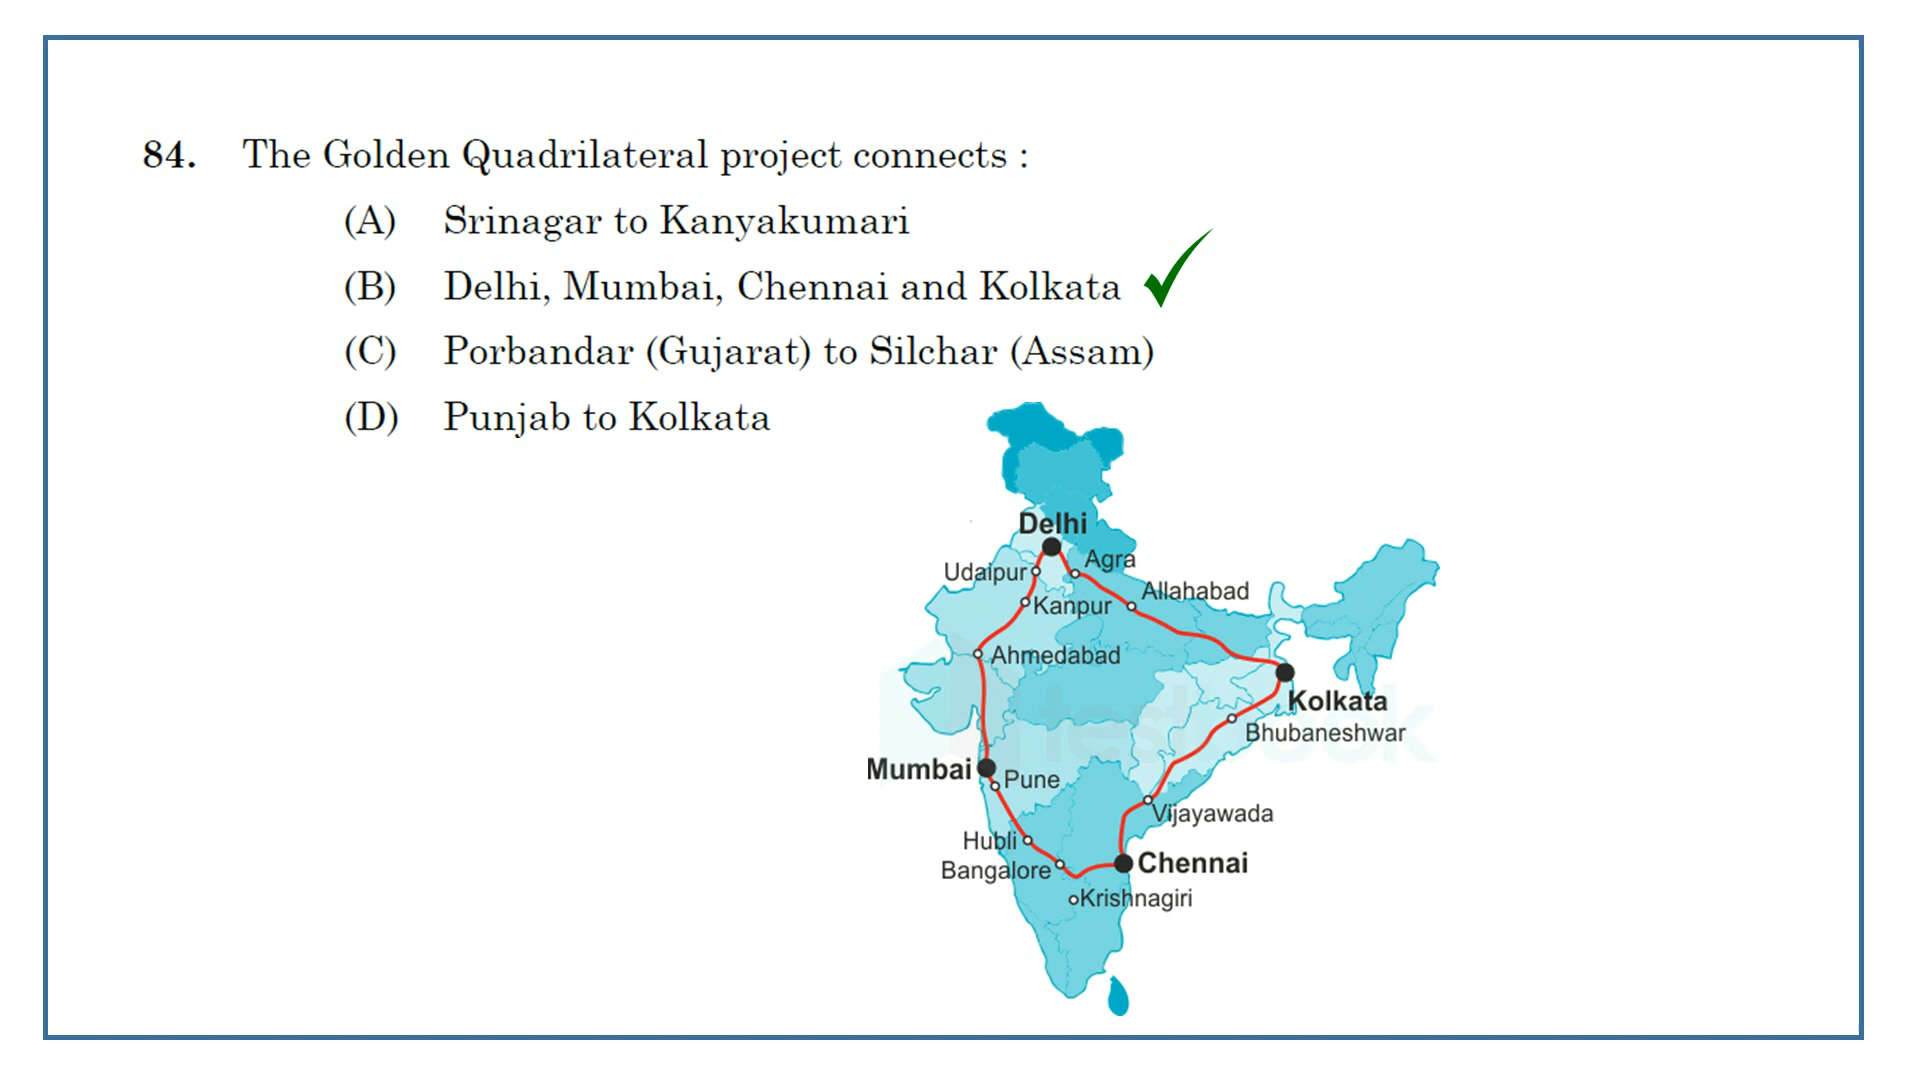 84. The Golden Quadrilateral project connects :
(A) Srinagar to Kanyakumari
(B) Delhi, Mumbai, Chennai and Kolkata
(C) Porbandar (Gujarat) to Silchar (Assam)
(D) Punjab to Kolkata
Delhi
Agra
Udaipur
Allahabad
Kanpur
Ahmedabad
Kolkata
testbook
Bhubaneshwar
Mumbai
Pune
Vijayawada
Hubli
Chennai
Bangalore
Krishnagiri